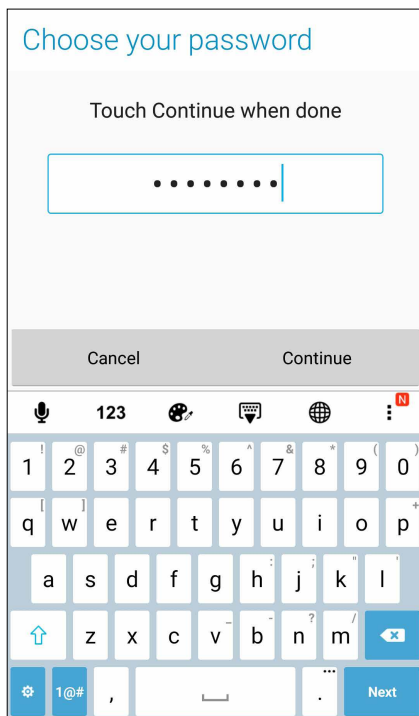 Choose your password
Touch Continue when done
••••••••
Cancel Continue
123 N
! @ # $ % ^ & * ( )
1 2 3 4 5 6 7 8 9 0
[ ] +
q w e r t y u i o p
: ; " '
a s d f g h j k l
_ - ? /
z x c v b n m
1@# , . ... Next